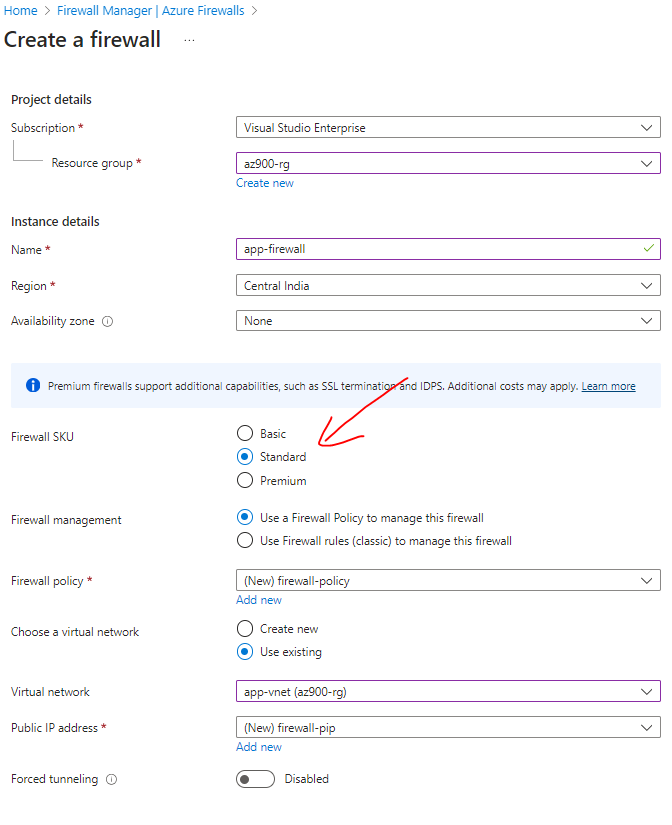 Home > Firewall Manager | Azure Firewalls >
Create a firewall ...
Project details
Subscription * Visual Studio Enterprise
Resource group * az900-rg
Create new
Instance details
Name * app-firewall
Region * Central India
Availability zone None
Premium firewalls support additional capabilities, such as SSL termination and IDPS. Additional costs may apply. Learn more
Firewall SKU
Basic
Standard
Premium
Firewall management
Use a Firewall Policy to manage this firewall
Use Firewall rules (classic) to manage this firewall
Firewall policy * (New) firewall-policy
Add new
Choose a virtual network
Create new
Use existing
Virtual network app-vnet (az900-rg)
Public IP address * (New) firewall-pip
Add new
Forced tunneling Disabled